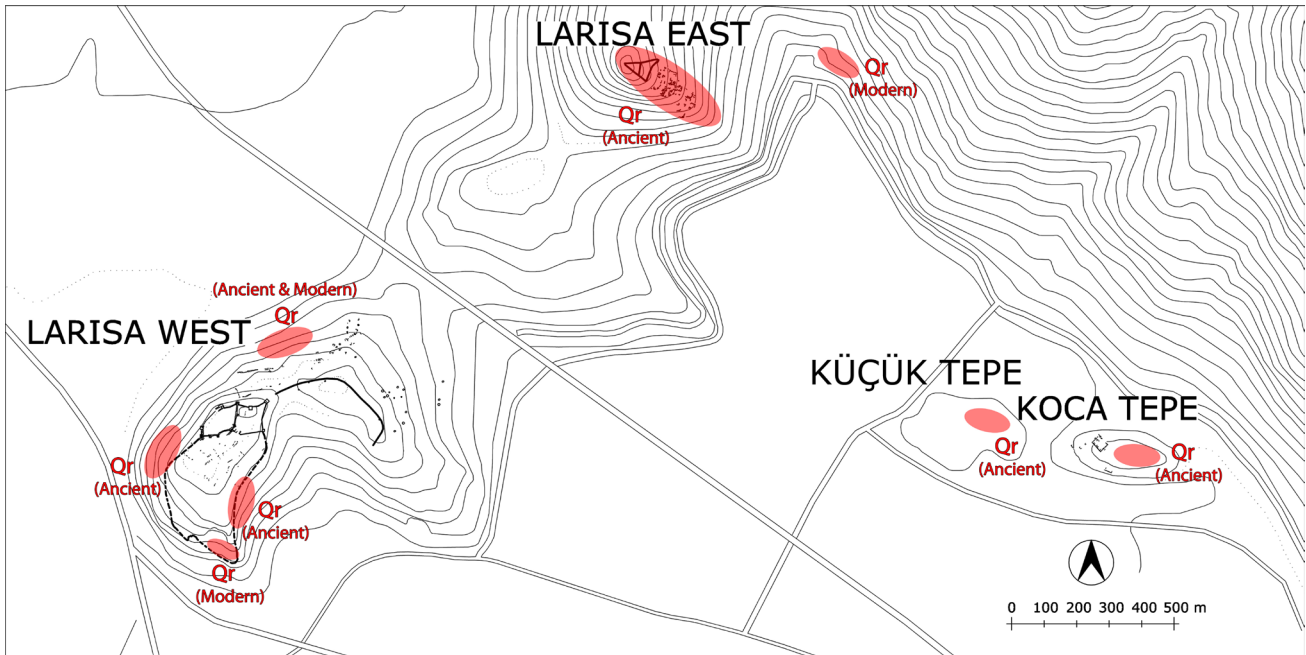 LARISA EAST
Qr
(Modern)
Qr
(Ancient)
(Ancient & Modern)
Qr
LARISA WEST
KÜÇÜK TEPE
KOCA TEPE
Qr
(Ancient)
Qr
(Ancient)
Qr
(Ancient)
Qr
(Ancient)
Qr
(Modern)
0 100 200 300 400 500 m